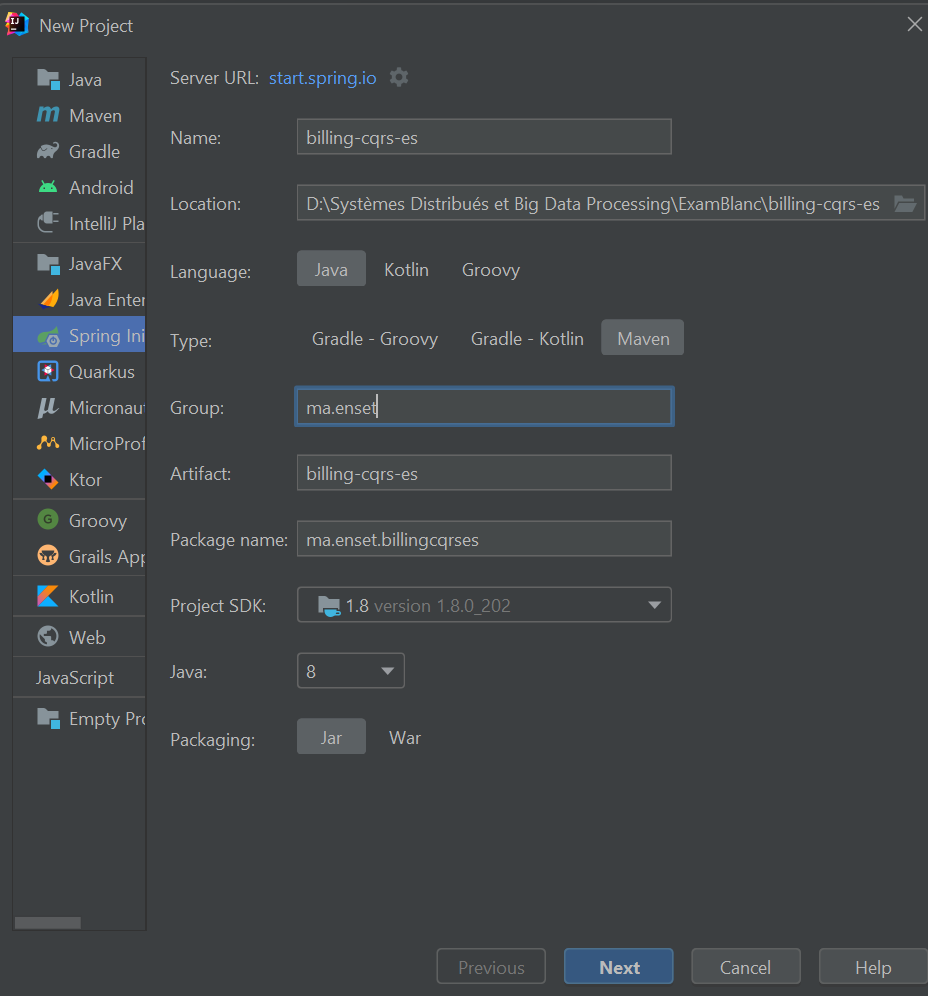 New Project
Java
Maven
Gradle
Android
IntelliJ Pla
JavaFX
Java Enter
Spring Ini
Quarkus
Micronaut
MicroProf
Ktor
Groovy
Grails App
Kotlin
Web
JavaScript
Empty Pro
Server URL: start.spring.io
Name: billing-cqrs-es
Location: D:\Systèmes Distribués et Big Data Processing\ExamBlanc\billing-cqrs-es
Language: Java Kotlin Groovy
Type: Gradle - Groovy Gradle - Kotlin Maven
Group: ma.enset
Artifact: billing-cqrs-es
Package name: ma.enset.billingcqrses
Project SDK: 1.8 version 1.8.0_202
Java: 8
Packaging: Jar War
Previous Next Cancel Help